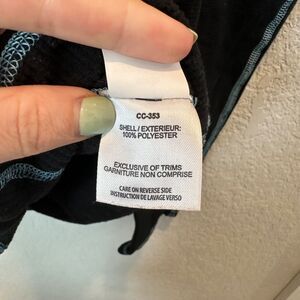 CC-353
SHELL/EXTERIEUR:
100% POLYESTER
EXCLUSIVE OF TRIMS
GARNITURE NON COMPRISE
CARE ON REVERSE SIDE
INSTRUCTION DE LAVAGE VERSO